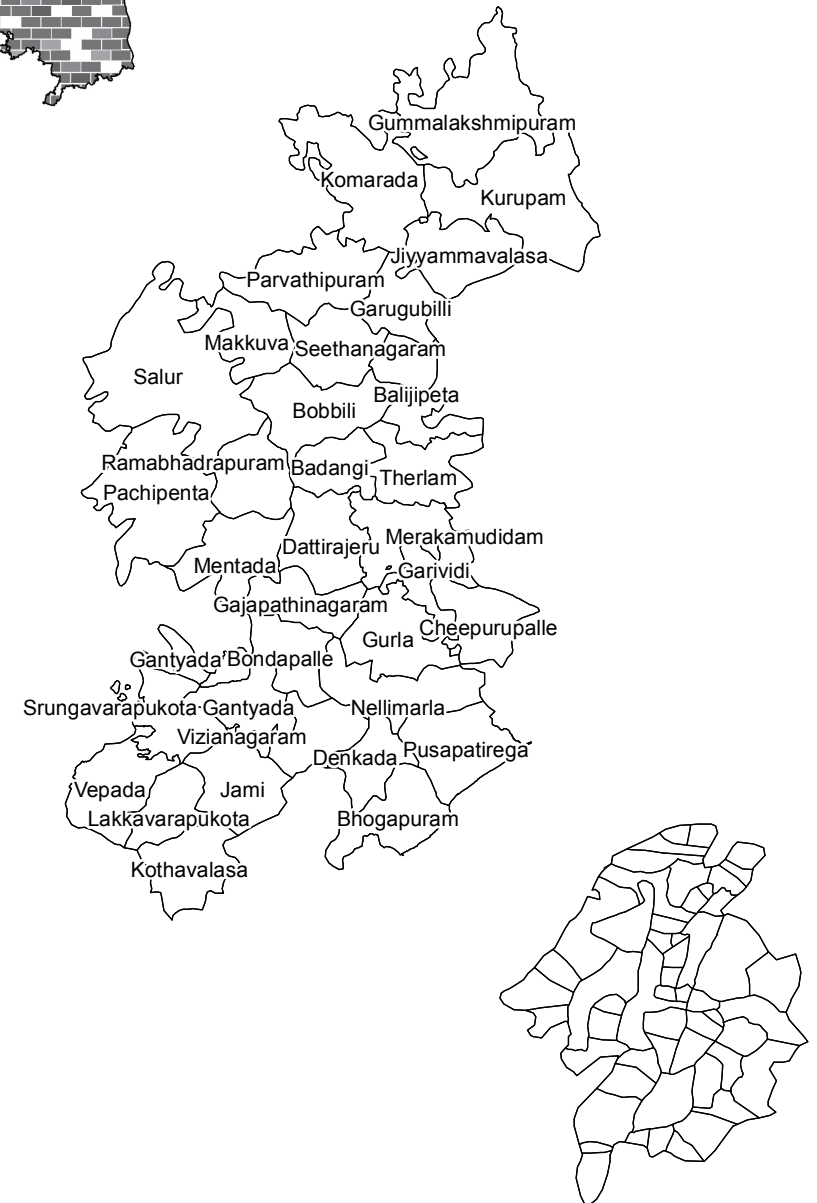 Gummalakshmipuram
Komarada
Kurupam
Jiyyammavalasa
Parvathipuram
Garugubilli
Makkuva
Seethanagaram
Salur
Balijipeta
Bobbili
Ramabhadrapuram
Badangi
Therlam
Pachipenta
Merakamudidam
Dattirajeru
Mentada
Garividi
Gajapathinagaram
Cheepurupalle
Gurla
Gantyada
Bondapalle
Srungavarapukota
Gantyada
Nellimarla
Vizianagaram
Denkada
Pusapatirega
Vepada
Jami
Lakkavarapukota
Bhogapuram
Kothavalasa